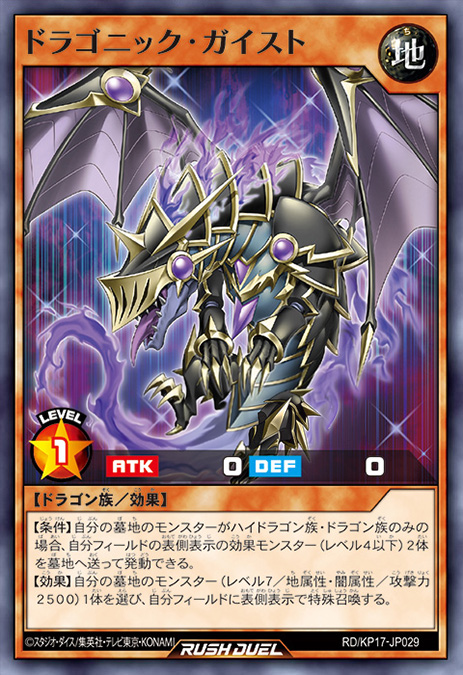 ドラゴニック・ガイスト
地
LEVEL
1
ATK 0 DEF 0
【ドラゴン族／効果】
【条件】自分の墓地のモンスターがハイドラゴン族・ドラゴン族のみの
場合、自分フィールドの表側表示の効果モンスター(レベル4以下)2体
を墓地へ送って発動できる。
【効果】自分の墓地のモンスター(レベル7／地属性・闇属性／攻撃力
2500)1体を選び、自分フィールドに表側表示で特殊召喚する。
©スタジオ・ダイス/集英社・テレビ東京・KONAMI
RUSH DUEL
RD/KP17-JP029